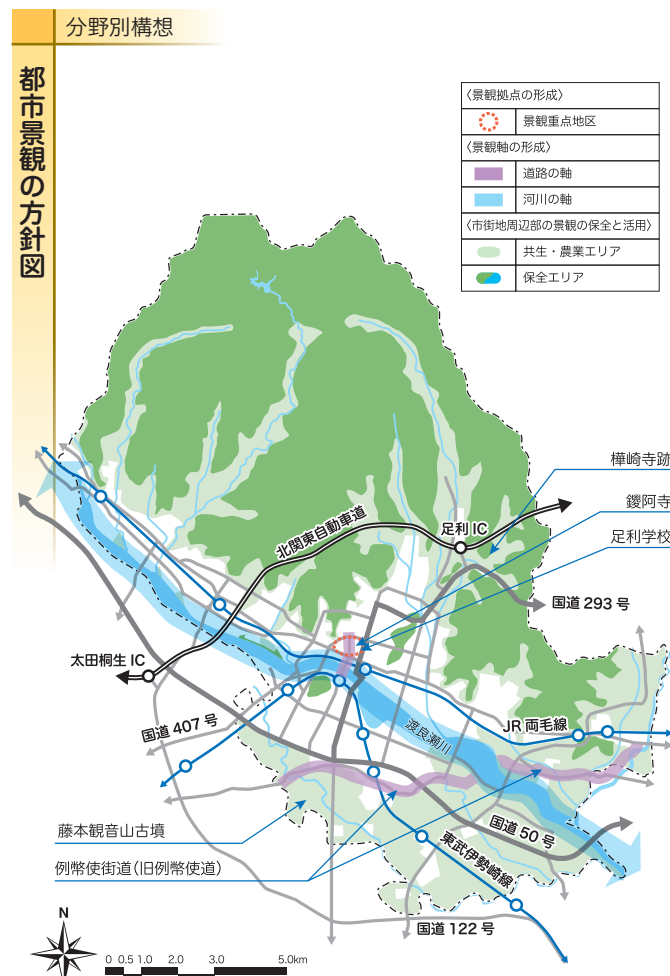 分野別構想
都市景観の方針図
〈景観拠点の形成〉
景観重点地区
〈景観軸の形成〉
道路の軸
河川の軸
〈市街地周辺部の景観の保全と活用〉
共生・農業エリア
保全エリア
樺崎寺跡
鑁阿寺
足利学校
北関東自動車道
足利 IC
国道 293 号
太田桐生 IC
国道 407 号
渡良瀬川
JR 両毛線
藤本観音山古墳
国道 50 号
例幣使街道(旧例幣使道)
東武伊勢崎線
国道 122 号
N
0 0.5 1.0 2.0 3.0 5.0km